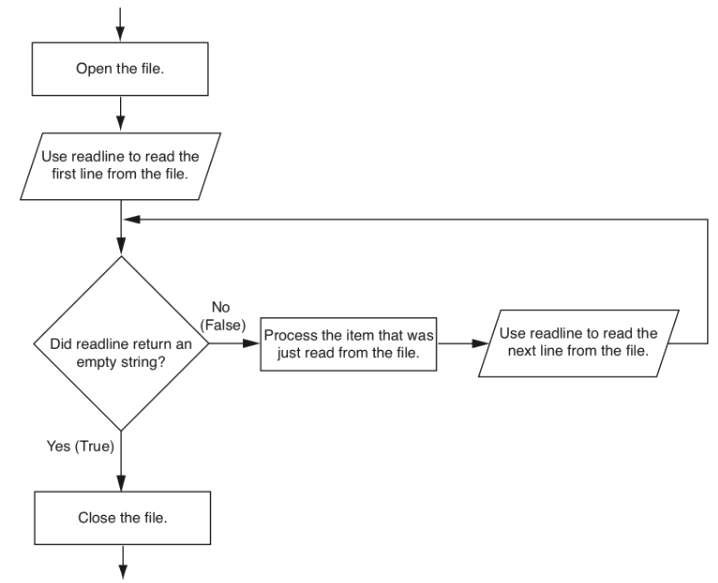 Open the file.
Use readline to read the
first line from the file.
No
(False)
Did readline return an
empty string?
Process the item that was
just read from the file.
Use readline to read the
next line from the file.
Yes (True)
Close the file.